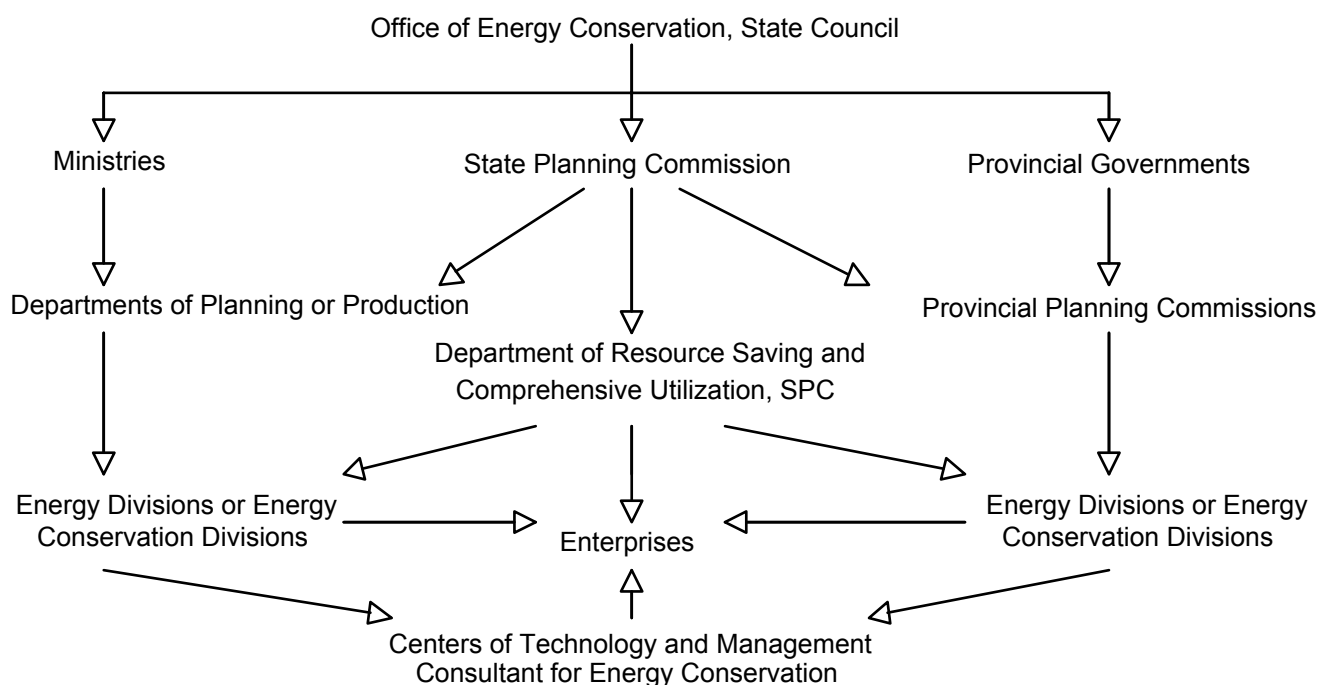 Office of Energy Conservation, State Council
Ministries
State Planning Commission
Provincial Governments
Departments of Planning or Production
Provincial Planning Commissions
Department of Resource Saving and
Comprehensive Utilization, SPC
Energy Divisions or Energy
Conservation Divisions
Enterprises
Energy Divisions or Energy
Conservation Divisions
Centers of Technology and Management
Consultant for Energy Conservation